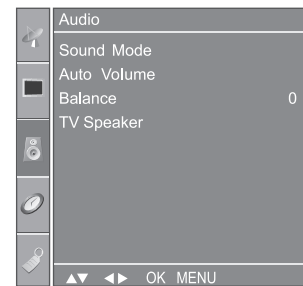 Audio
Sound Mode
Auto Volume
Balance 0
TV Speaker
▲▼ ◀▶ OK MENU